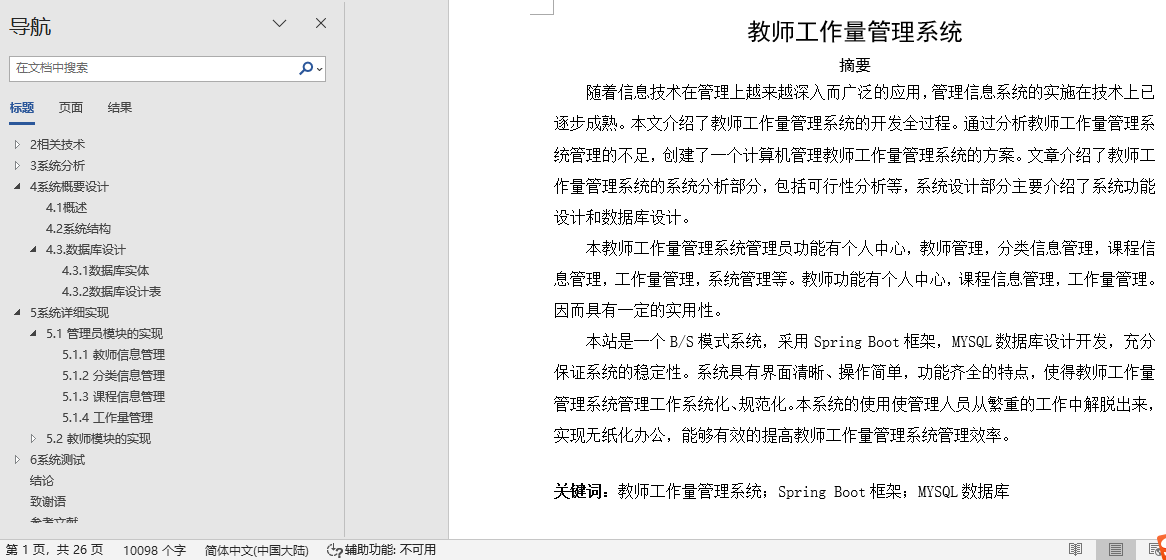 导航
在文档中搜索
标题 页面 结果
2相关技术
3系统分析
4系统概要设计
4.1概述
4.2系统结构
4.3.数据库设计
4.3.1数据库实体
4.3.2数据库设计表
5系统详细实现
5.1 管理员模块的实现
5.1.1 教师信息管理
5.1.2 分类信息管理
5.1.3 课程信息管理
5.1.4 工作量管理
5.2 教师模块的实现
6系统测试
结论
致谢语
参考文献
教师工作量管理系统
摘要
随着信息技术在管理上越来越深入而广泛的应用，管理信息系统的实施在技术上已
逐步成熟。本文介绍了教师工作量管理系统的开发全过程。通过分析教师工作量管理系
统管理的不足，创建了一个计算机管理教师工作量管理系统的方案。文章介绍了教师工
作量管理系统的系统分析部分，包括可行性分析等，系统设计部分主要介绍了系统功能
设计和数据库设计。
本教师工作量管理系统管理员功能有个人中心，教师管理，分类信息管理，课程信
息管理，工作量管理，系统管理等。教师功能有个人中心，课程信息管理，工作量管理。
因而具有一定的实用性。
本站是一个 B/S 模式系统，采用 Spring Boot 框架，MYSQL 数据库设计开发，充分
保证系统的稳定性。系统具有界面清晰、操作简单，功能齐全的特点，使得教师工作量
管理系统管理工作系统化、规范化。本系统的使用使管理人员从繁重的工作中解脱出来，
实现无纸化办公，能够有效的提高教师工作量管理系统管理效率。
关键词：教师工作量管理系统；Spring Boot 框架；MYSQL 数据库
第 1 页，共 26 页 10098 个字 简体中文(中国大陆) 辅助功能: 不可用